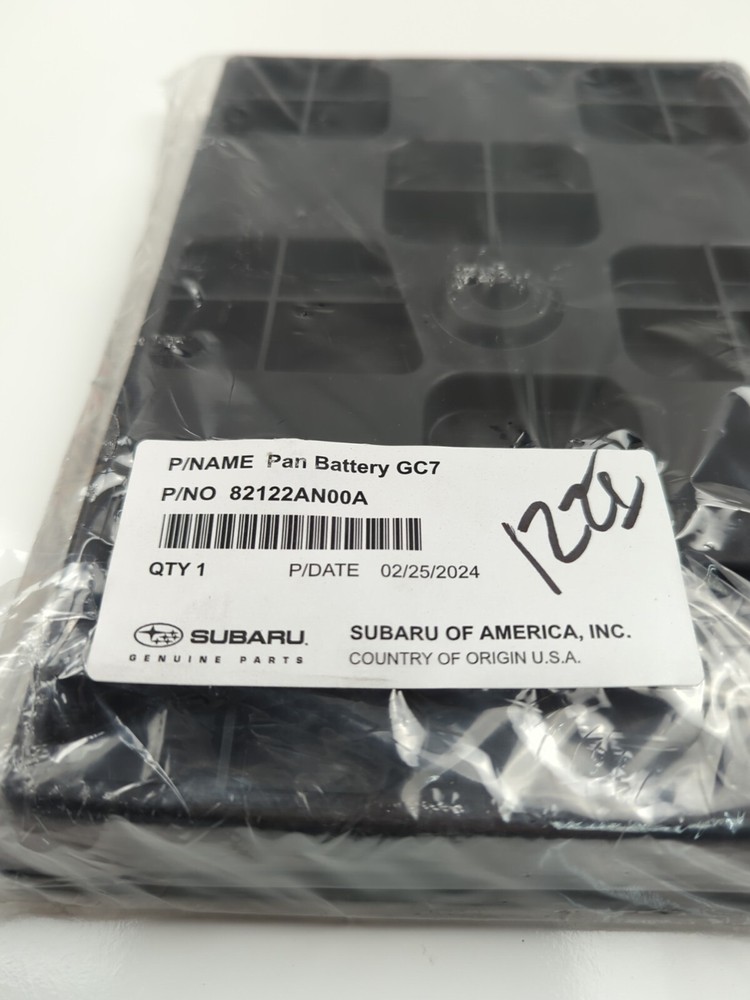 P/NAME Pan Battery GC7
P/NO 82122AN00A
QTY 1 P/DATE 02/25/2024
SUBARU.
GENUINE PARTS
SUBARU OF AMERICA, INC.
COUNTRY OF ORIGIN U.S.A.